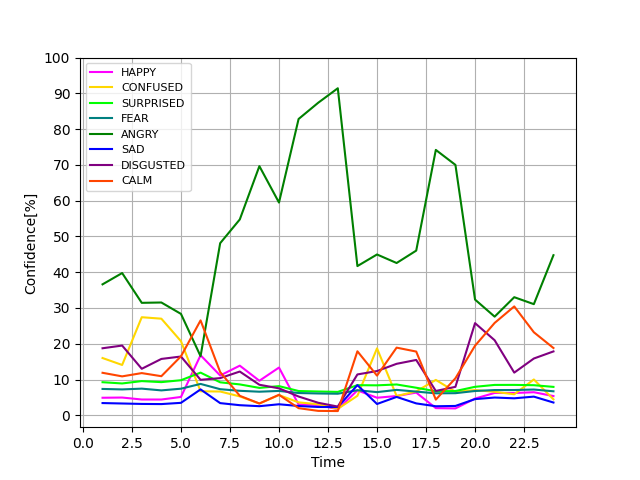 100
90
80
70
60
50
40
30
20
10
0
Confidence[%]
HAPPY
CONFUSED
SURPRISED
FEAR
ANGRY
SAD
DISGUSTED
CALM
0.0 2.5 5.0 7.5 10.0 12.5 15.0 17.5 20.0 22.5
Time